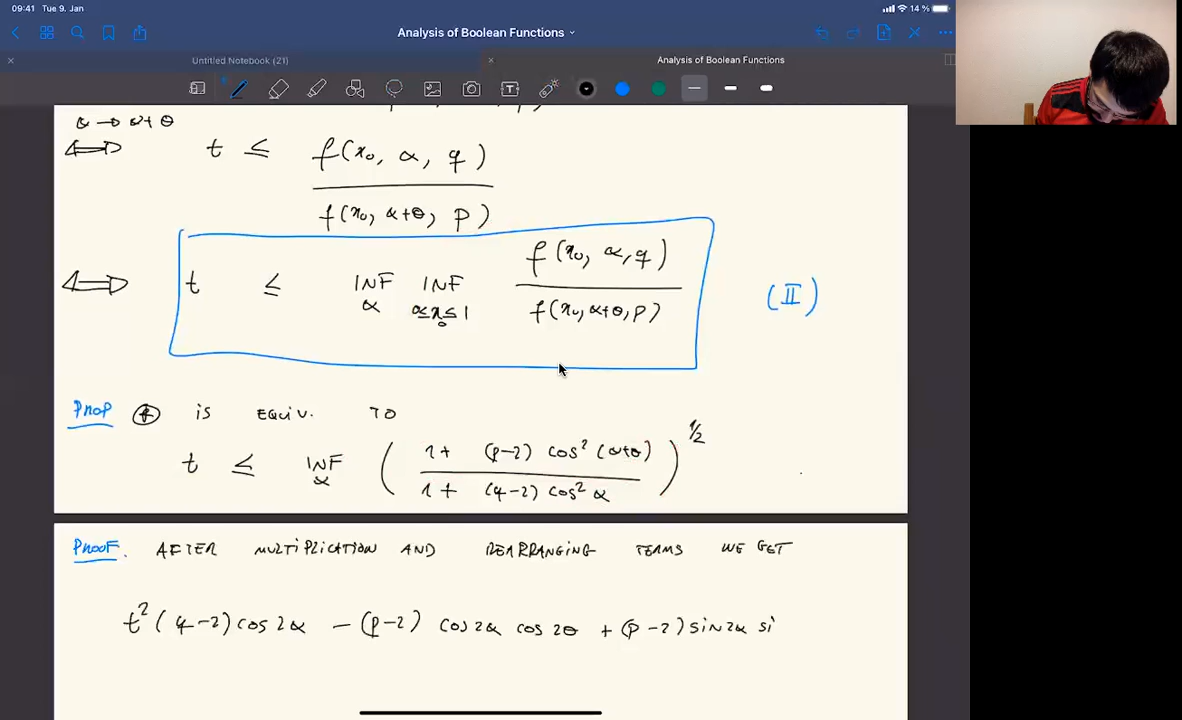 09:41 Tue 9. Jan
14 %
Analysis of Boolean Functions
Untitled Notebook (21)
Analysis of Boolean Functions
α → α+θ
⟺ t ≤ f(x₀, α, q)
f(x₀, α+θ, p)
⟺ t ≤ INF INF f(x₀, α, q)
α 0≤x₀≤1 f(x₀, α+θ, p)
(II)
PROP (*) is EQUIV. TO
t ≤ INF α ( 1+ (p-2) cos² (α+θ) / 1+ (q-2) cos² α )^1/2
PROOF. AFTER MULTIPLICATION AND REARRANGING TERMS WE GET
t² (q-2) cos 2α - (p-2) cos 2α cos 2θ + (p-2) sin 2α si